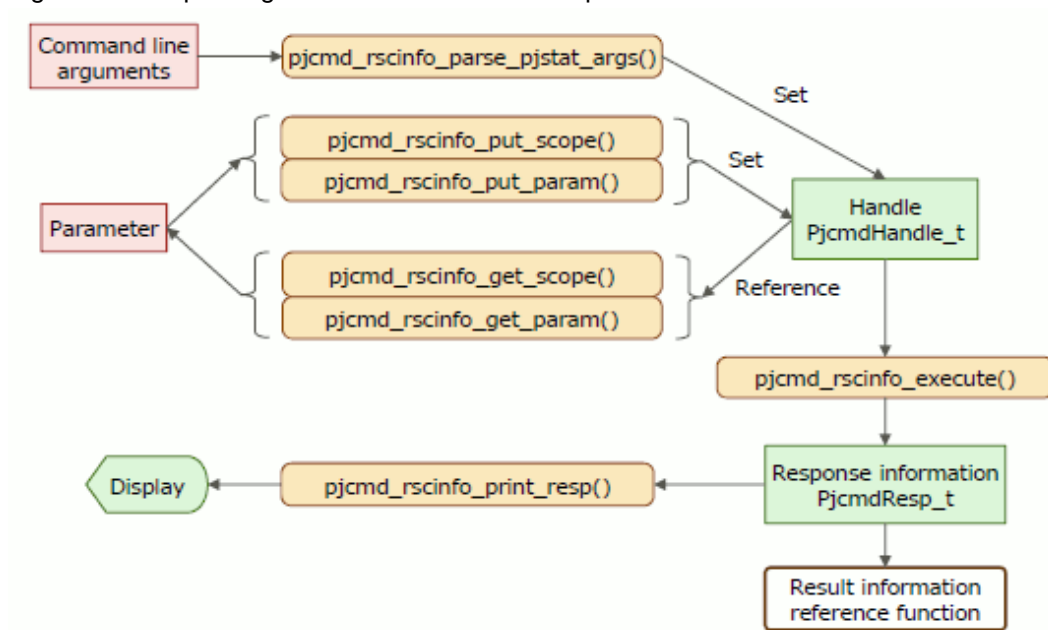 Command line
arguments
pjcmd_rscinfo_parse_pjstat_args()
Set
pjcmd_rscinfo_put_scope()
pjcmd_rscinfo_put_param()
Set
Parameter
Handle
PjcmdHandle_t
pjcmd_rscinfo_get_scope()
pjcmd_rscinfo_get_param()
Reference
pjcmd_rscinfo_execute()
Display
pjcmd_rscinfo_print_resp()
Response information
PjcmdResp_t
Result information
reference function